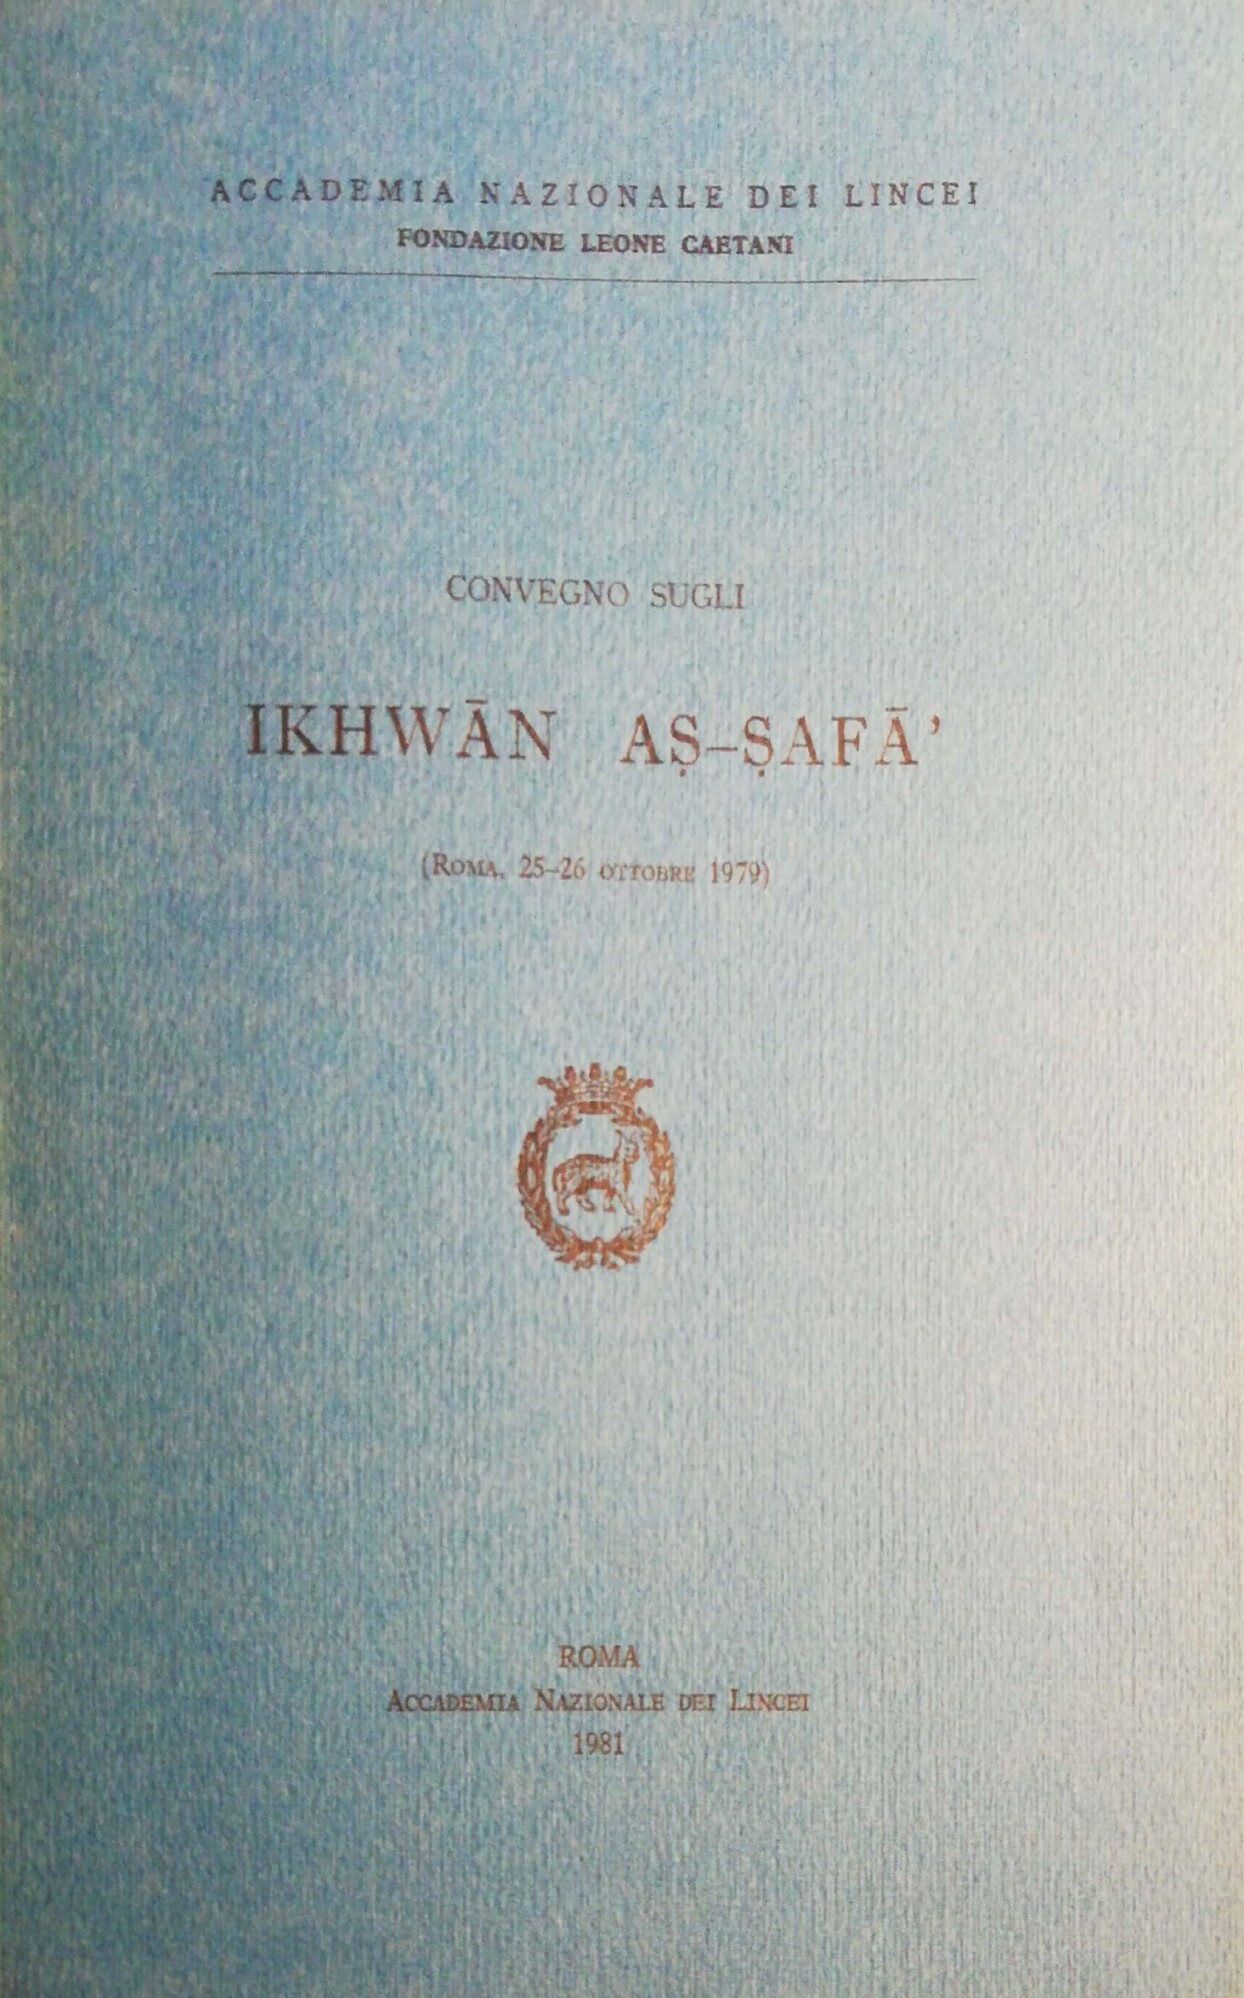 ACCADEMIA NAZIONALE DEI LINCEI
FONDAZIONE LEONE CAETANI
CONVEGNO SUGLI
IKHWĀN AṢ–ṢAFĀ’
(ROMA, 25–26 OTTOBRE 1979)
ROMA
ACCADEMIA NAZIONALE DEI LINCEI
1981